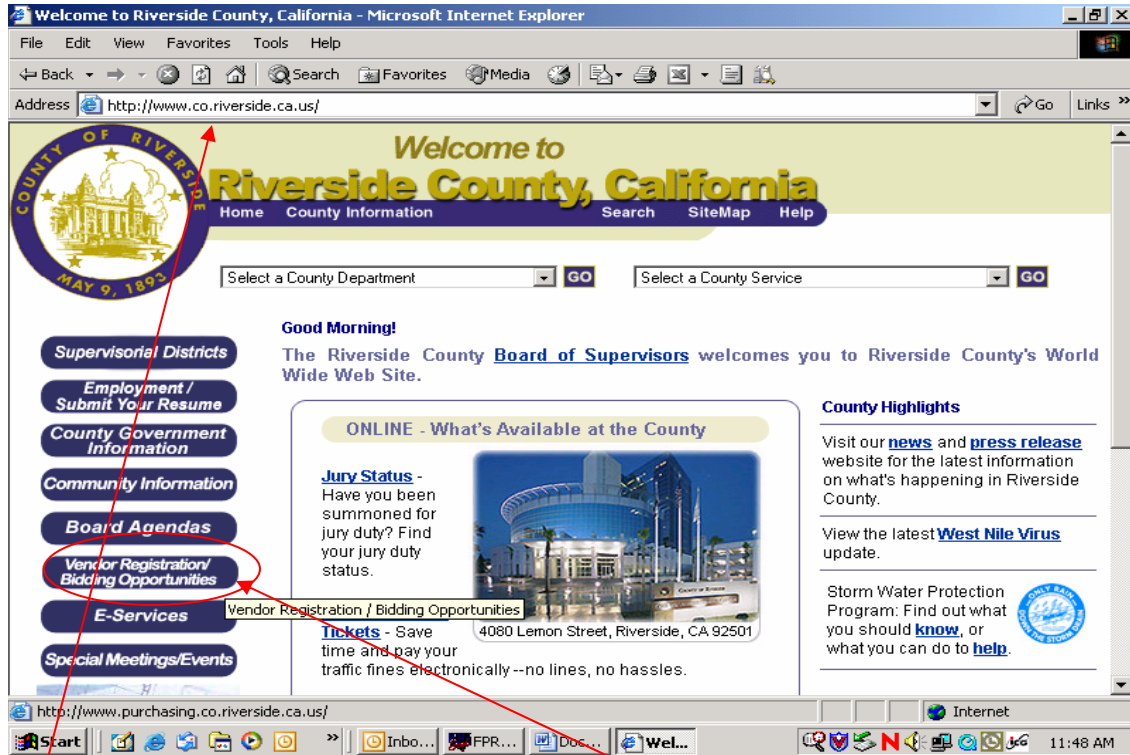 Welcome to Riverside County, California - Microsoft Internet Explorer
File Edit View Favorites Tools Help
Back Search Favorites Media
Address http://www.co.riverside.ca.us/ Go Links »
COUNTY OF RIVERSIDE
MAY 9, 1893
Welcome to
Riverside County, California
Home County Information Search SiteMap Help
Select a County Department GO Select a County Service GO
Supervisorial Districts
Employment /
Submit Your Resume
County Government
Information
Community Information
Board Agendas
Vendor Registration/
Bidding Opportunities
E-Services
Special Meetings/Events
Good Morning!
The Riverside County Board of Supervisors welcomes you to Riverside County's World
Wide Web Site.
ONLINE - What's Available at the County
Jury Status -
Have you been
summoned for
jury duty? Find
your jury duty
status.
Vendor Registration / Bidding Opportunities
Tickets - Save
time and pay your
traffic fines electronically --no lines, no hassles.
4080 Lemon Street, Riverside, CA 92501
County Highlights
Visit our news and press release
website for the latest information
on what's happening in Riverside
County.
View the latest West Nile Virus
update.
Storm Water Protection
Program: Find out what
you should know, or
what you can do to help.
ONLY RAIN
DOWN THE STORM DRAIN
http://www.purchasing.co.riverside.ca.us/ Internet
Start » Inbo... FPR... Doc... Wel... 11:48 AM